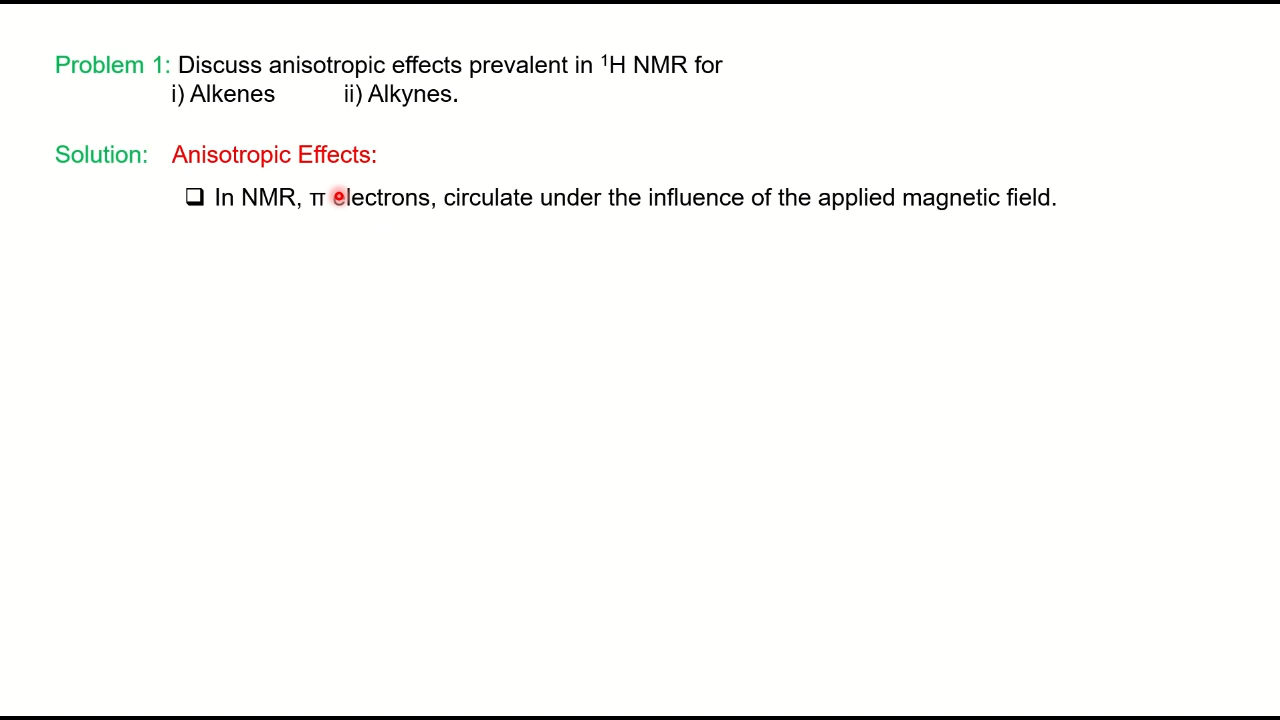 Problem 1: Discuss anisotropic effects prevalent in ¹H NMR for
i) Alkenes ii) Alkynes.
Solution: Anisotropic Effects:
❑ In NMR, π electrons, circulate under the influence of the applied magnetic field.